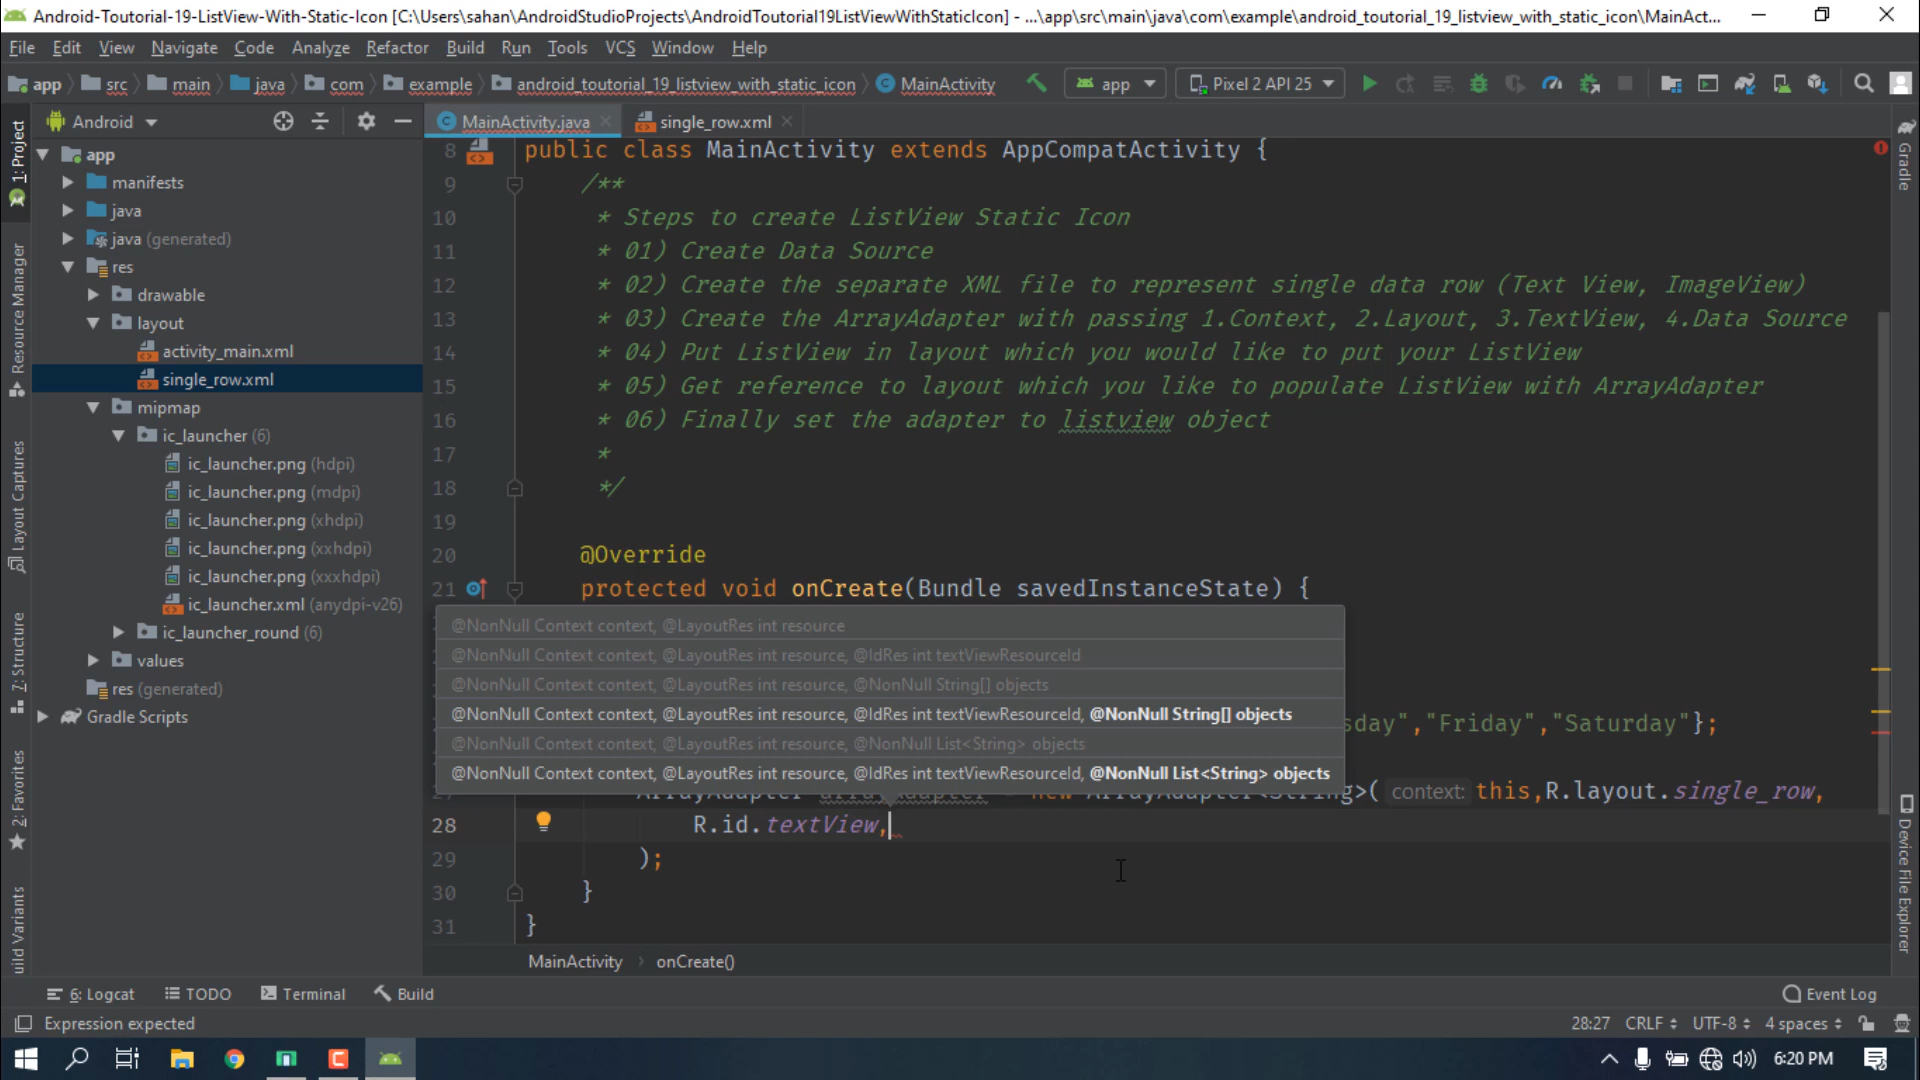 Android-Toutorial-19-ListView-With-Static-Icon [C:\Users\sahan\AndroidStudioProjects\AndroidToutorial19ListViewWithStaticIcon] - ...\app\src\main\java\com\example\android_toutorial_19_listview_with_static_icon\MainAct...
File Edit View Navigate Code Analyze Refactor Build Run Tools VCS Window Help
app src main java com example android_toutorial_19_listview_with_static_icon MainActivity app Pixel 2 API 25
Android MainActivity.java single_row.xml
1: Project
Resource Manager
Layout Captures
7: Structure
2: Favorites
uild Variants
app
manifests
java
java (generated)
res
drawable
layout
activity_main.xml
single_row.xml
mipmap
ic_launcher (6)
ic_launcher.png (hdpi)
ic_launcher.png (mdpi)
ic_launcher.png (xhdpi)
ic_launcher.png (xxhdpi)
ic_launcher.png (xxxhdpi)
ic_launcher.xml (anydpi-v26)
ic_launcher_round (6)
values
res (generated)
Gradle Scripts
8 public class MainActivity extends AppCompatActivity {
9 /**
10 * Steps to create ListView Static Icon
11 * 01) Create Data Source
12 * 02) Create the separate XML file to represent single data row (Text View, ImageView)
13 * 03) Create the ArrayAdapter with passing 1.Context, 2.Layout, 3.TextView, 4.Data Source
14 * 04) Put ListView in layout which you would like to put your ListView
15 * 05) Get reference to layout which you like to populate ListView with ArrayAdapter
16 * 06) Finally set the adapter to listview object
17 *
18 */
19
20 @Override
21 protected void onCreate(Bundle savedInstanceState) {
@NonNull Context context, @LayoutRes int resource
@NonNull Context context, @LayoutRes int resource, @IdRes int textViewResourceId
@NonNull Context context, @LayoutRes int resource, @NonNull String[] objects
@NonNull Context context, @LayoutRes int resource, @IdRes int textViewResourceId, @NonNull String[] objects
sday","Friday","Saturday"};
@NonNull Context context, @LayoutRes int resource, @NonNull List<String> objects
@NonNull Context context, @LayoutRes int resource, @IdRes int textViewResourceId, @NonNull List<String> objects
27 ArrayAdapter arrayAdapter = new ArrayAdapter<String>( context: this,R.layout.single_row,
28 R.id.textView,
29 );
30 }
31 }
MainActivity onCreate()
Gradle
Device File Explorer
6: Logcat TODO Terminal Build Event Log
Expression expected 28:27 CRLF UTF-8 4 spaces
6:20 PM